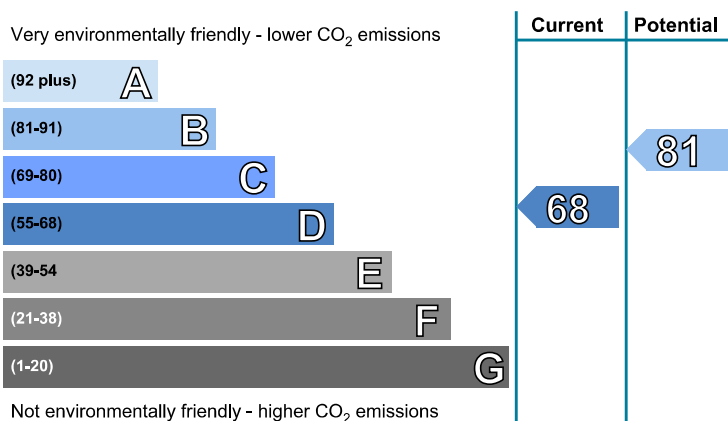 Very environmentally friendly - lower CO₂ emissions
Current
Potential
(92 plus) A
(81-91) B
(69-80) C
(55-68) D
(39-54 E
(21-38) F
(1-20) G
68
81
Not environmentally friendly - higher CO₂ emissions